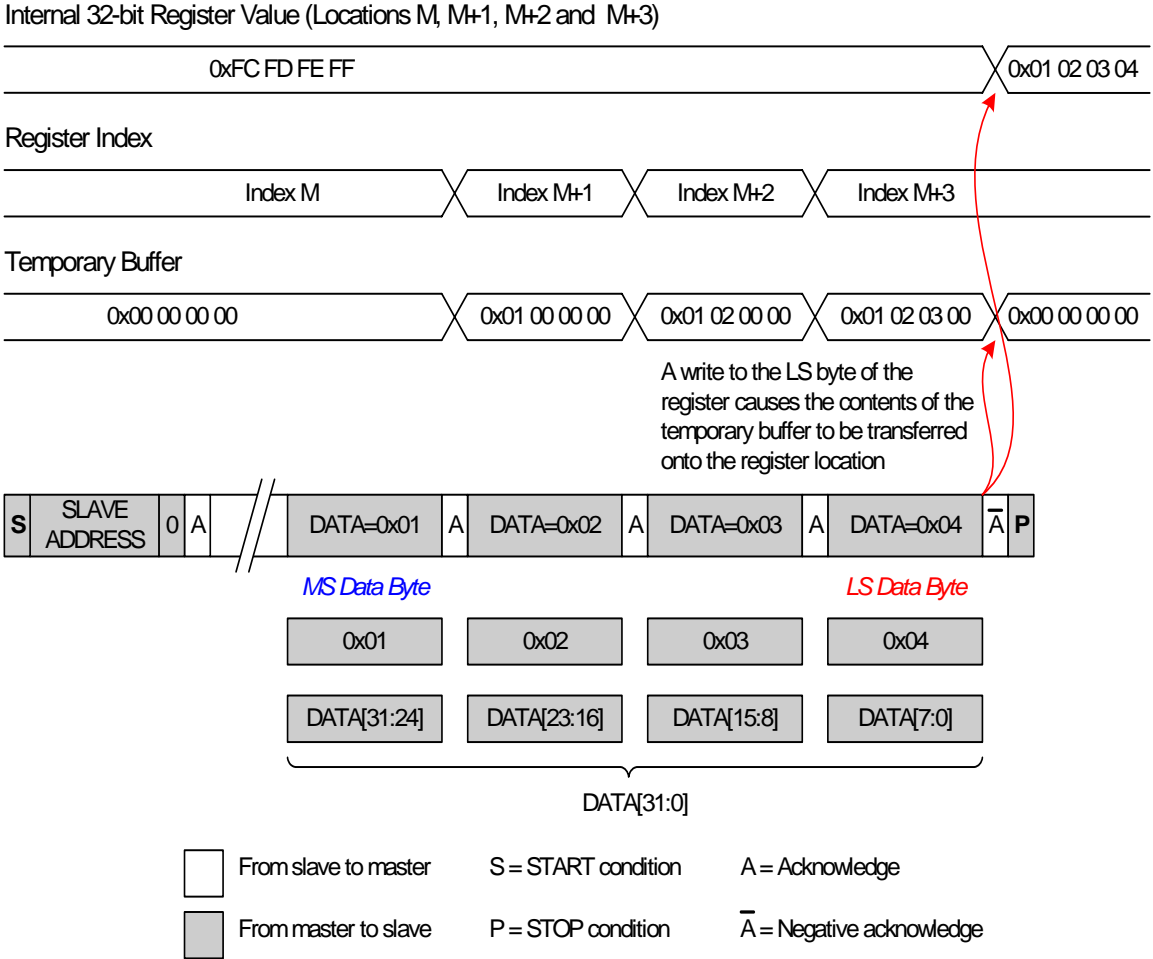 Internal 32-bit Register Value (Locations M, M+1, M+2 and M+3)
0xFC FD FE FF
0x01 02 03 04
Register Index
Index M
Index M+1
Index M+2
Index M+3
Temporary Buffer
0x00 00 00 00
0x01 00 00 00
0x01 02 00 00
0x01 02 03 00
0x00 00 00 00
A write to the LS byte of the
register causes the contents of the
temporary buffer to be transferred
onto the register location
S
SLAVE
ADDRESS
0
A
DATA=0x01
A
DATA=0x02
A
DATA=0x03
A
DATA=0x04
A̅
P
MS Data Byte
LS Data Byte
0x01
0x02
0x03
0x04
DATA[31:24]
DATA[23:16]
DATA[15:8]
DATA[7:0]
DATA[31:0]
From slave to master
S = START condition
A = Acknowledge
From master to slave
P = STOP condition
A̅ = Negative acknowledge